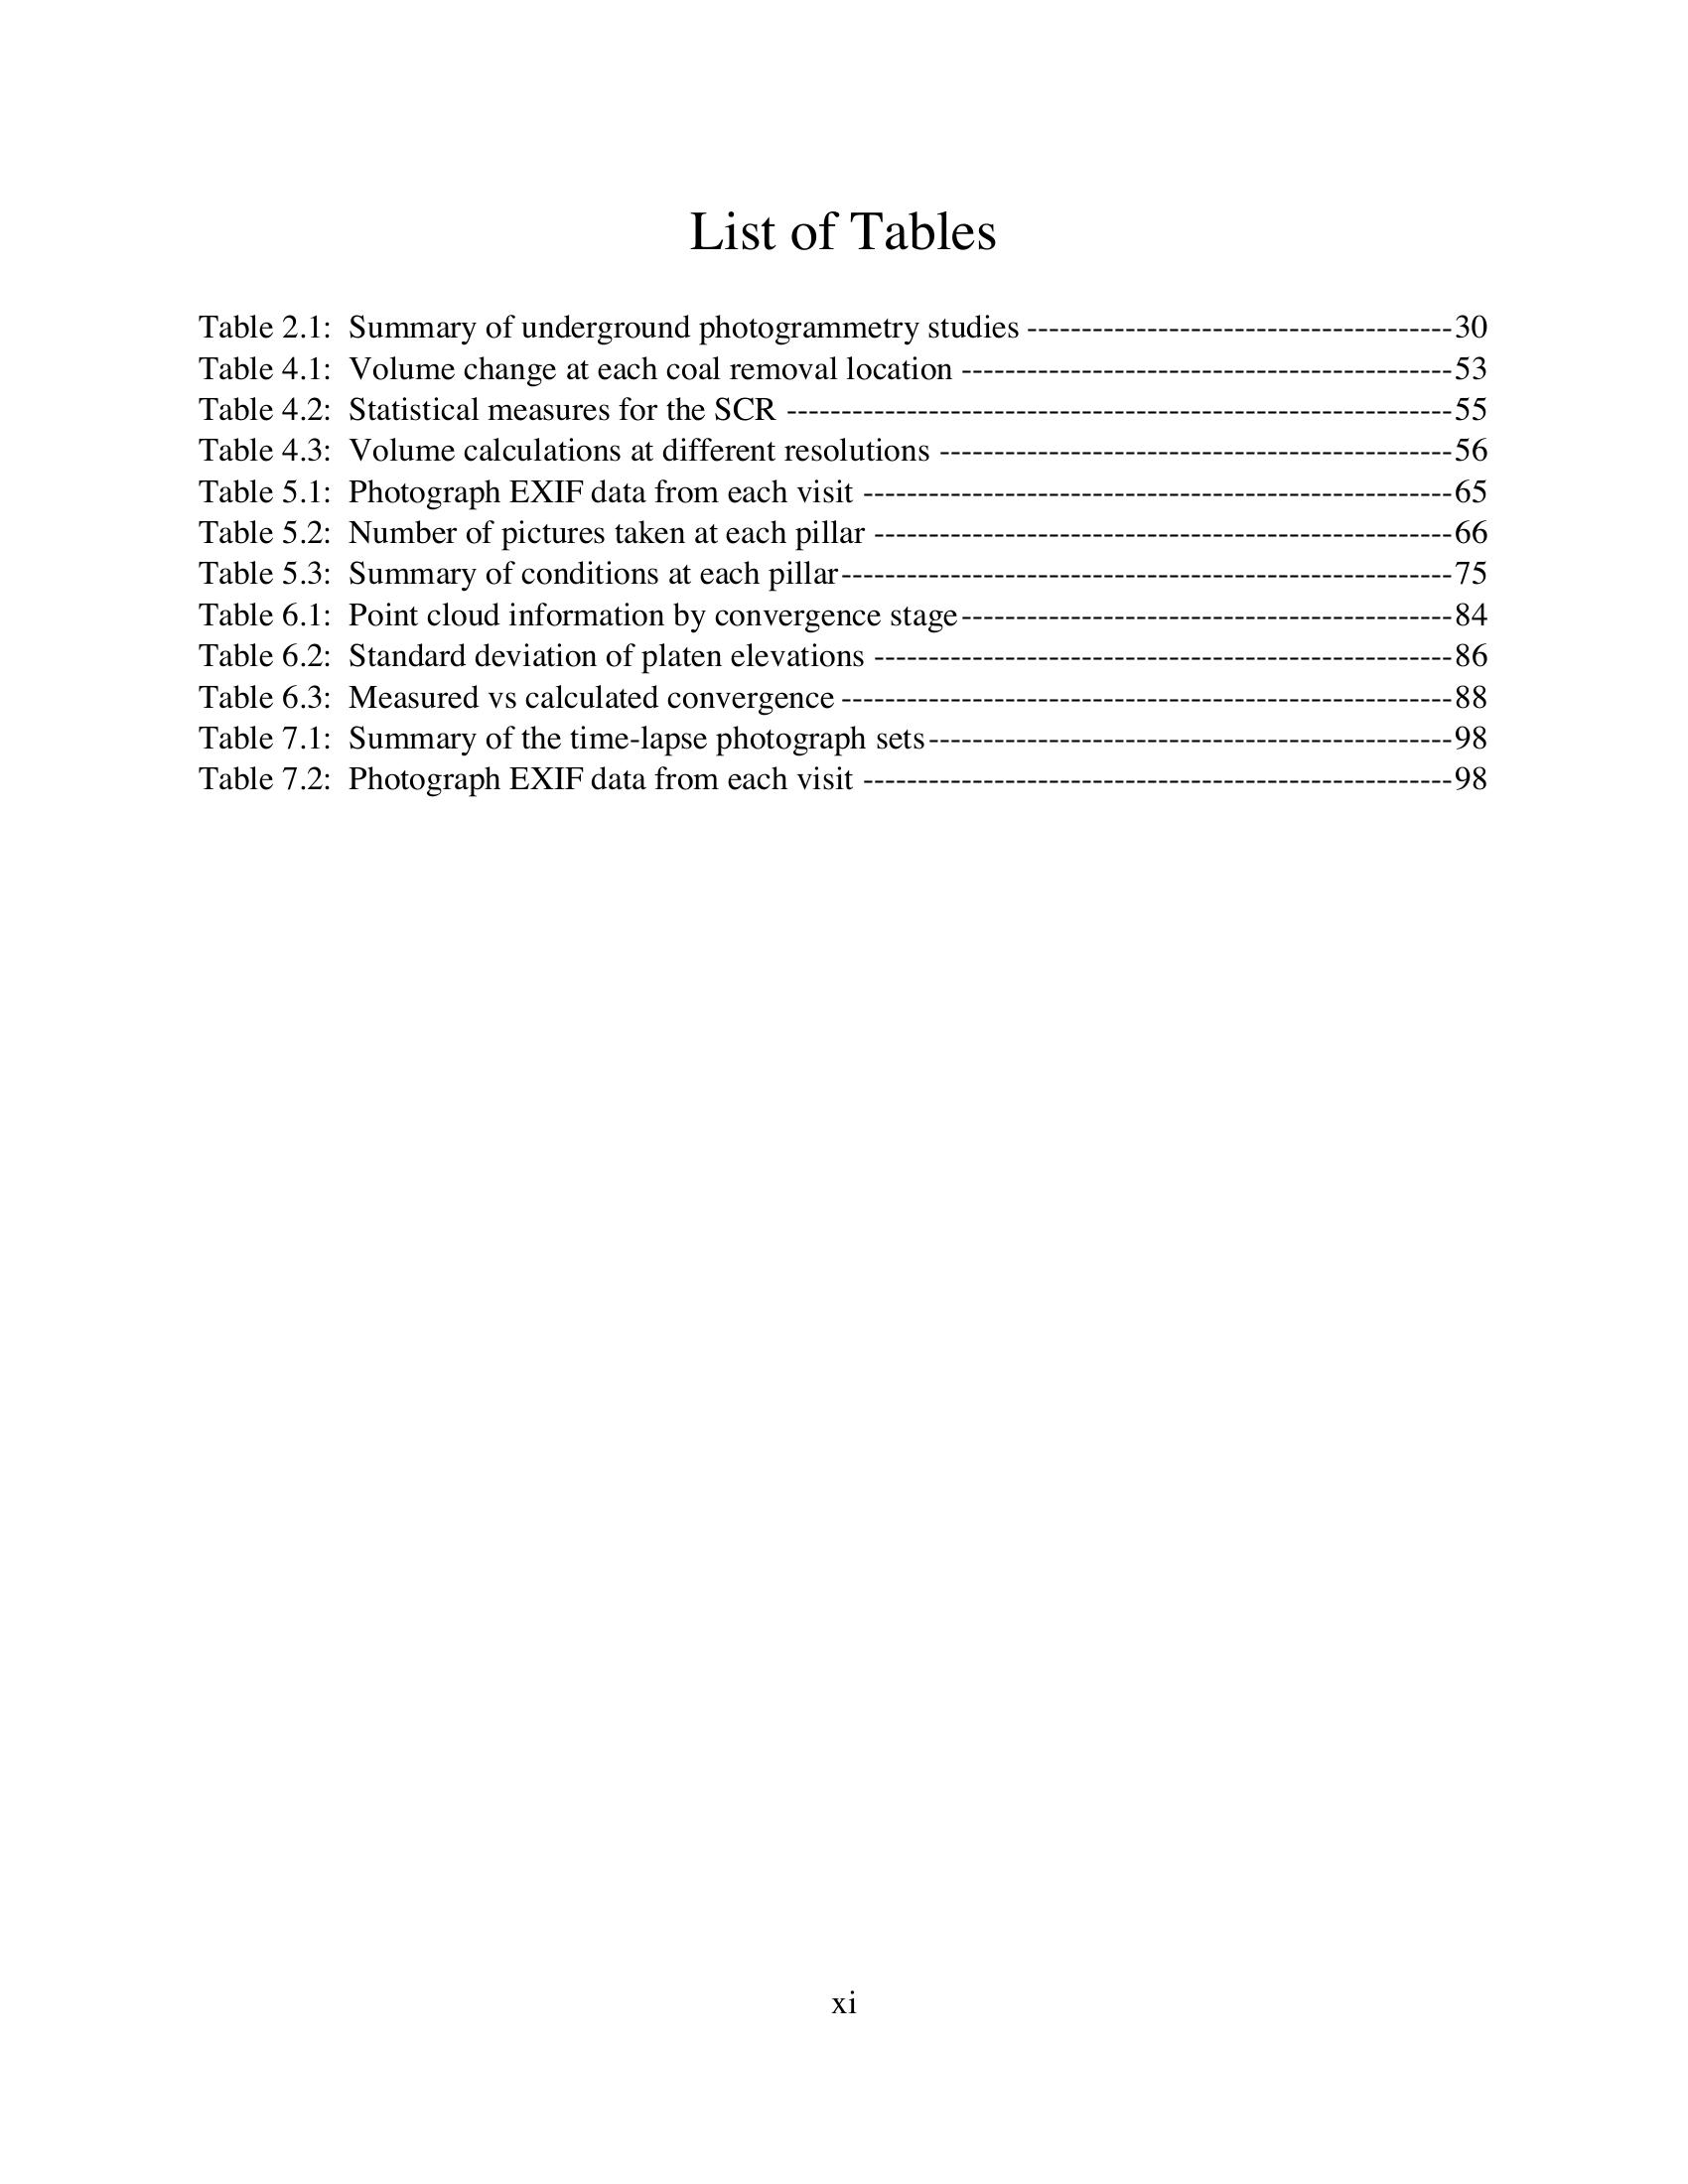 List of Tables
Table 2.1: Summary of underground photogrammetry studies ---------------------------------------30
Table 4.1: Volume change at each coal removal location ---------------------------------------------53
Table 4.2: Statistical measures for the SCR -------------------------------------------------------------55
Table 4.3: Volume calculations at different resolutions -----------------------------------------------56
Table 5.1: Photograph EXIF data from each visit ------------------------------------------------------65
Table 5.2: Number of pictures taken at each pillar -----------------------------------------------------66
Table 5.3: Summary of conditions at each pillar--------------------------------------------------------75
Table 6.1: Point cloud information by convergence stage---------------------------------------------84
Table 6.2: Standard deviation of platen elevations -----------------------------------------------------86
Table 6.3: Measured vs calculated convergence --------------------------------------------------------88
Table 7.1: Summary of the time-lapse photograph sets------------------------------------------------98
Table 7.2: Photograph EXIF data from each visit ------------------------------------------------------98
xi